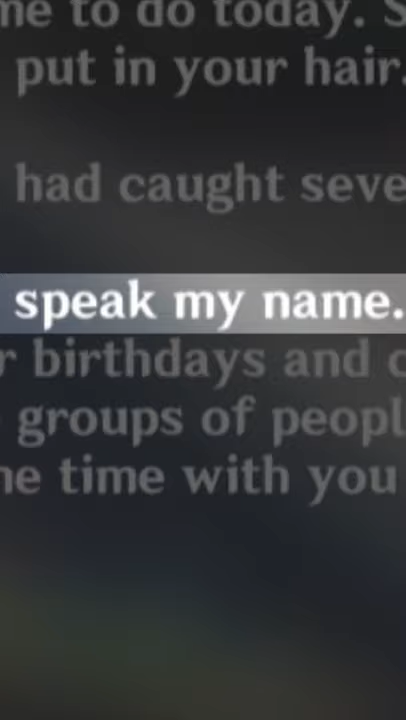 me to do today. S
put in your hair.
had caught seve
speak my name.
r birthdays and c
groups of peopl
ne time with you